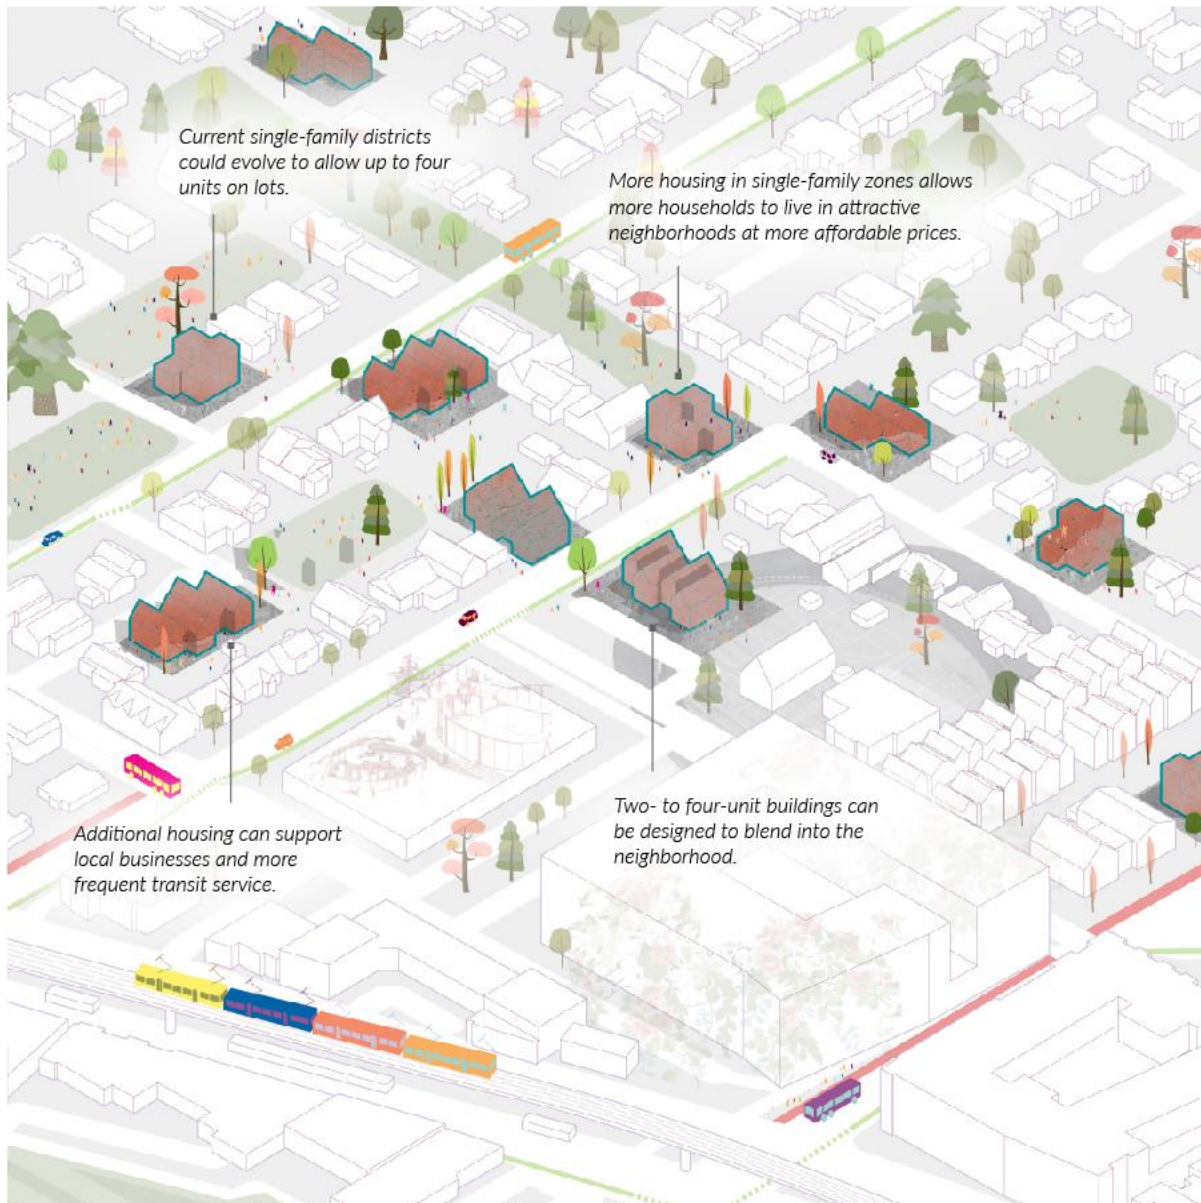 Current single-family districts
could evolve to allow up to four
units on lots.
More housing in single-family zones allows
more households to live in attractive
neighborhoods at more affordable prices.
Additional housing can support
local businesses and more
frequent transit service.
Two- to four-unit buildings can
be designed to blend into the
neighborhood.